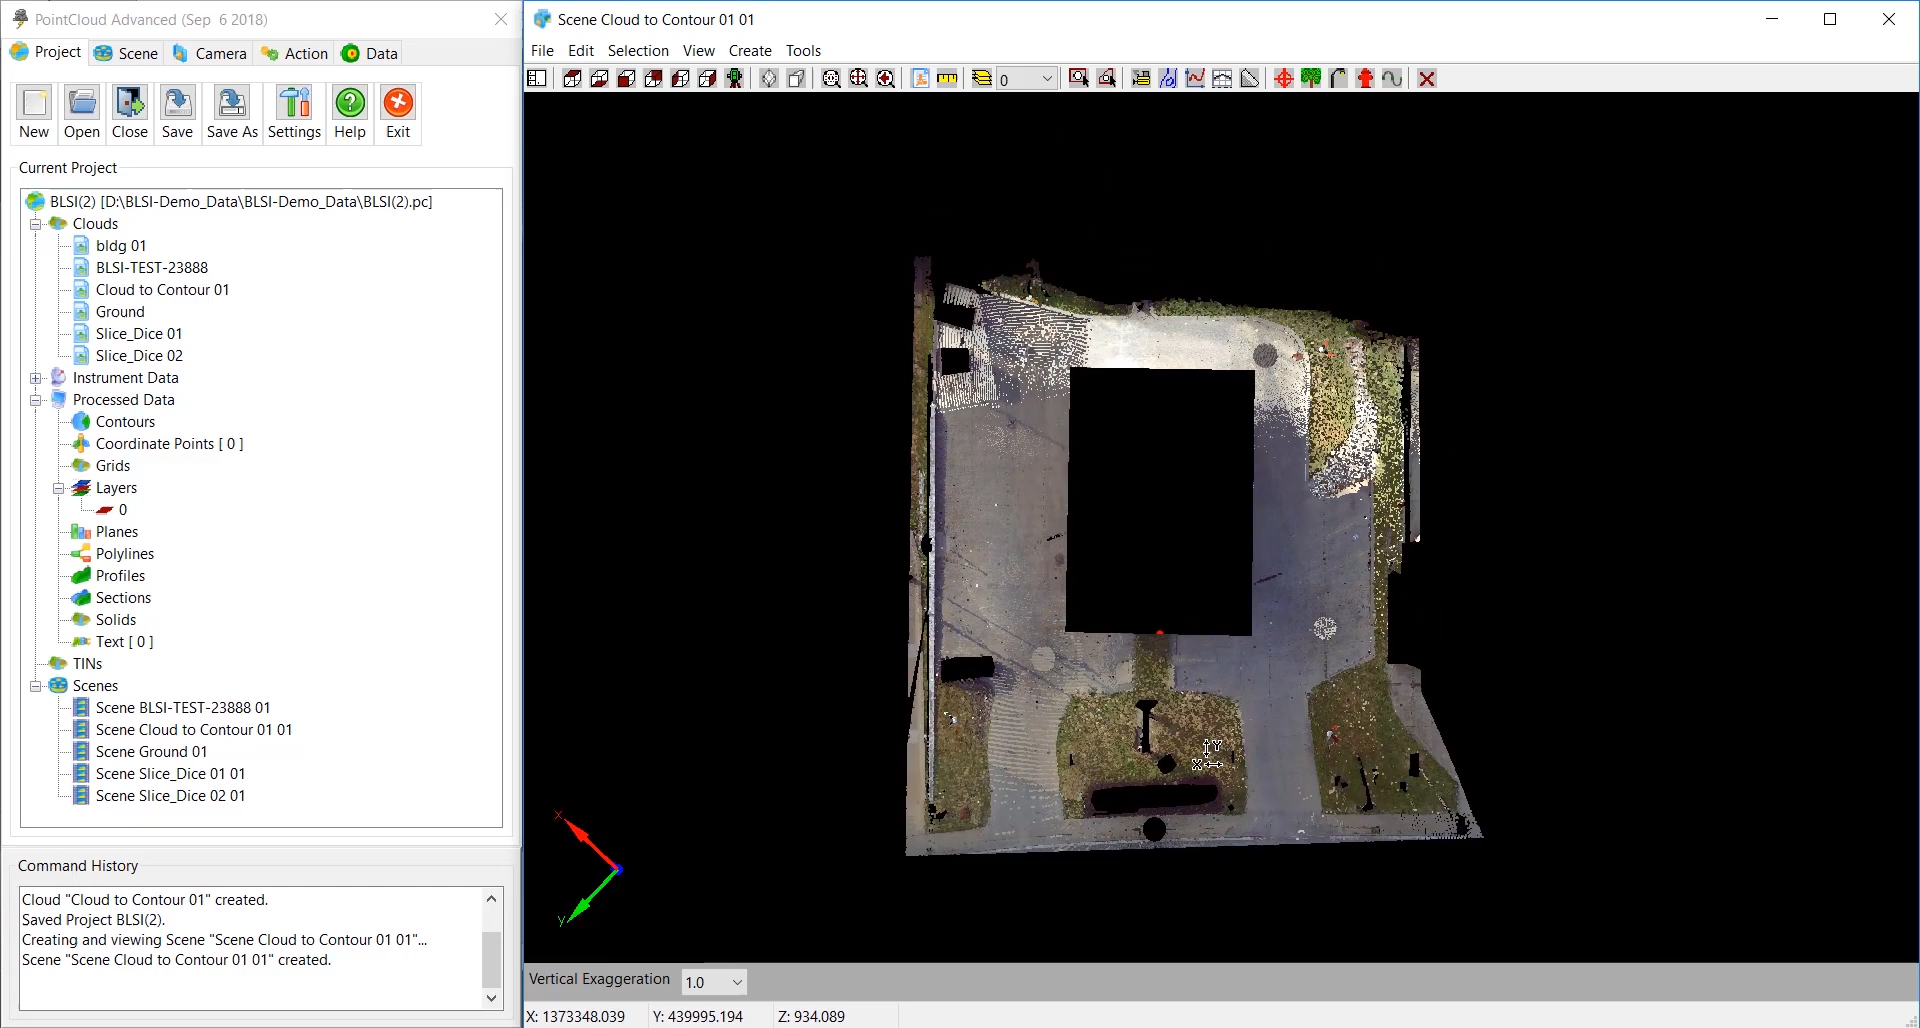 PointCloud Advanced (Sep 6 2018)
Project
Scene
Camera
Action
Data
New
Open
Close
Save
Save As
Settings
Help
Exit
Current Project
BLSI(2) [D:\BLSI-Demo_Data\BLSI-Demo_Data\BLSI(2).pc]
Clouds
bldg 01
BLSI-TEST-23888
Cloud to Contour 01
Ground
Slice_Dice 01
Slice_Dice 02
Instrument Data
Processed Data
Contours
Coordinate Points [ 0 ]
Grids
Layers
0
Planes
Polylines
Profiles
Sections
Solids
Text [ 0 ]
TINs
Scenes
Scene BLSI-TEST-23888 01
Scene Cloud to Contour 01 01
Scene Ground 01
Scene Slice_Dice 01 01
Scene Slice_Dice 02 01
Command History
Cloud "Cloud to Contour 01" created.
Saved Project BLSI(2).
Creating and viewing Scene "Scene Cloud to Contour 01 01"...
Scene "Scene Cloud to Contour 01 01" created.
Scene Cloud to Contour 01 01
File Edit Selection View Create Tools
0
Y
X
X
Y
Vertical Exaggeration 1.0
X: 1373348.039 Y: 439995.194 Z: 934.089